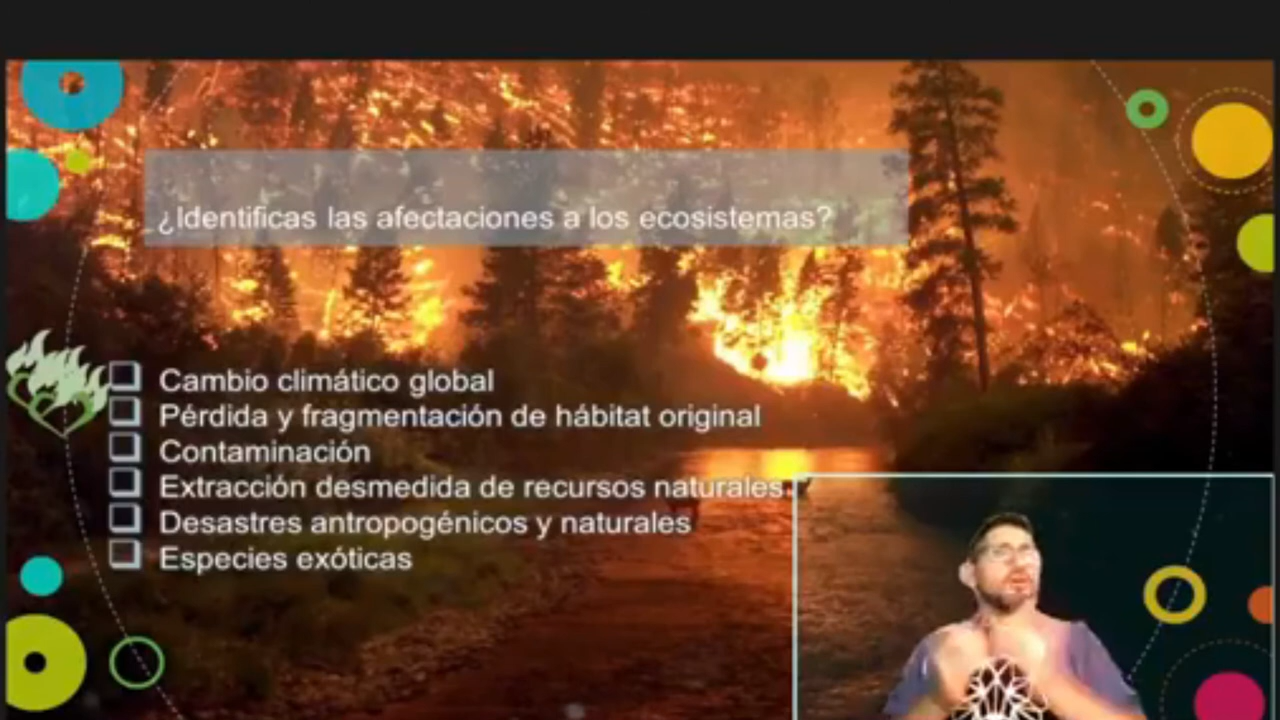 ¿Identificas las afectaciones a los ecosistemas?
Cambio climático global
Pérdida y fragmentación de hábitat original
Contaminación
Extracción desmedida de recursos naturales
Desastres antropogénicos y naturales
Especies exóticas